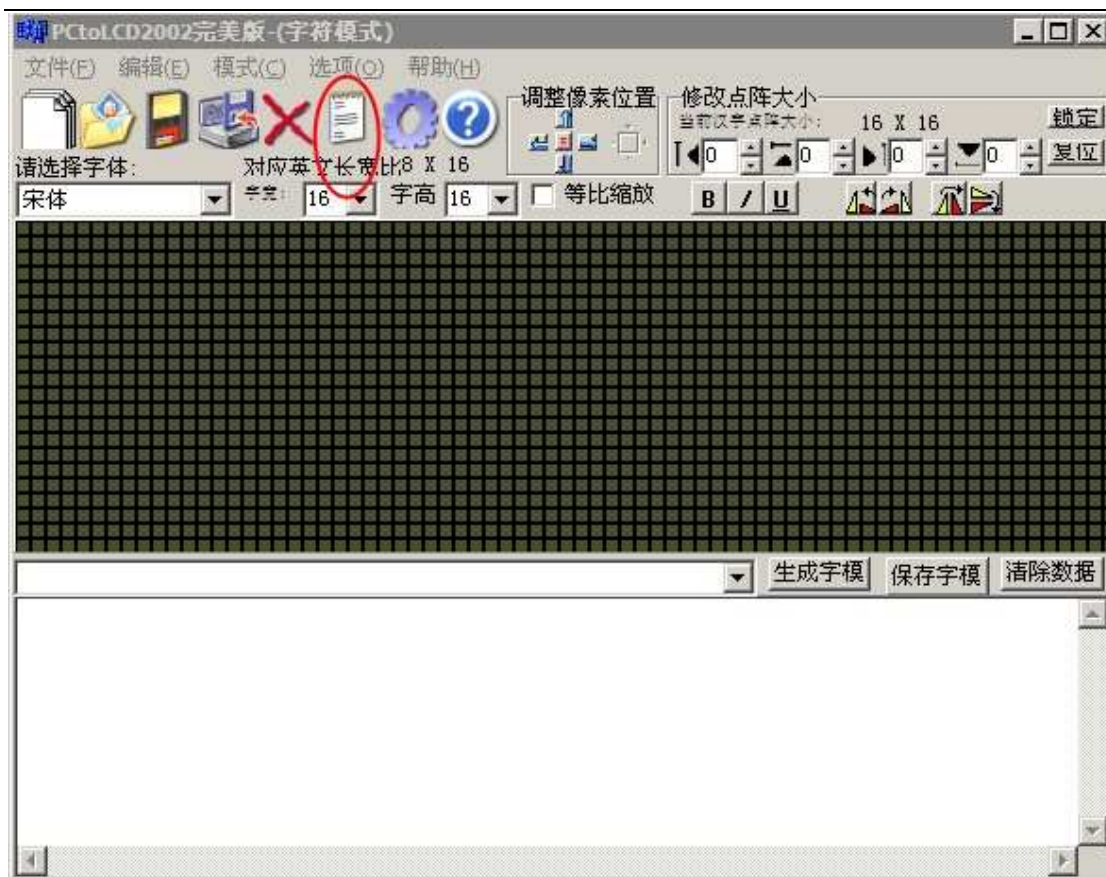 PCtoLCD2002完美版-(字符模式)
文件(F) 编辑(E) 模式(C) 选项(O) 帮助(H)
调整像素位置 修改点阵大小
当前汉字点阵大小: 16 X 16 锁定
0 0 0 0 复位
请选择字体: 对应英文长宽比8 X 16
宋体 字宽: 16 字高 16 等比缩放 B I U
生成字模 保存字模 清除数据